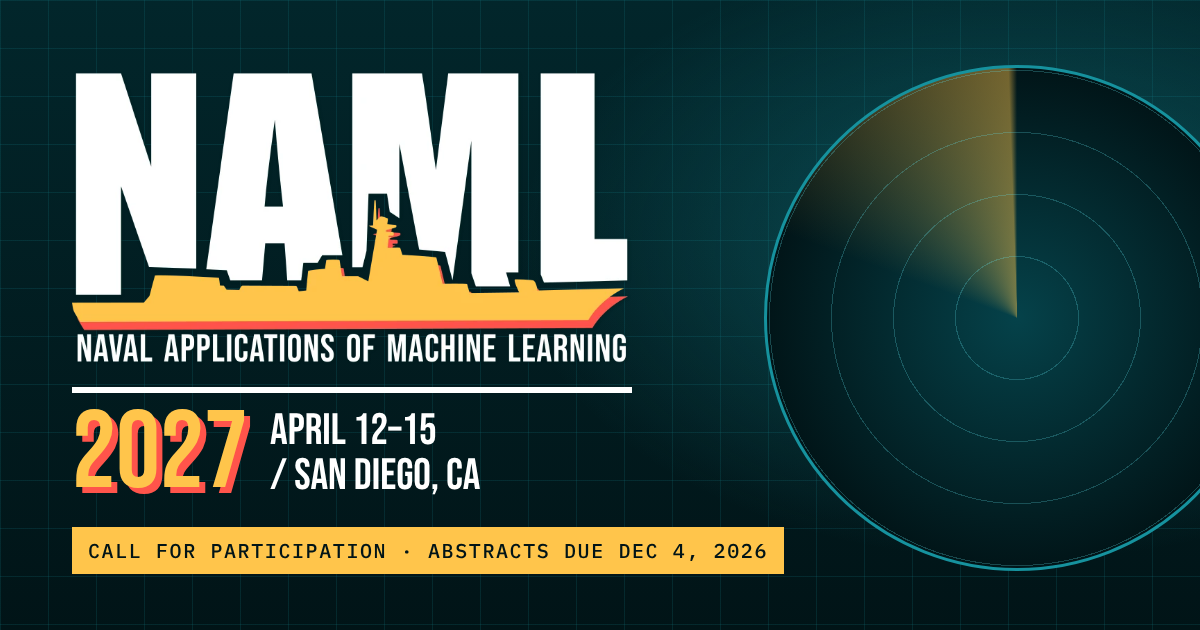 NAML
NAVAL APPLICATIONS OF MACHINE LEARNING
2027
APRIL 12–15
/ SAN DIEGO, CA
CALL FOR PARTICIPATION · ABSTRACTS DUE DEC 4, 2026